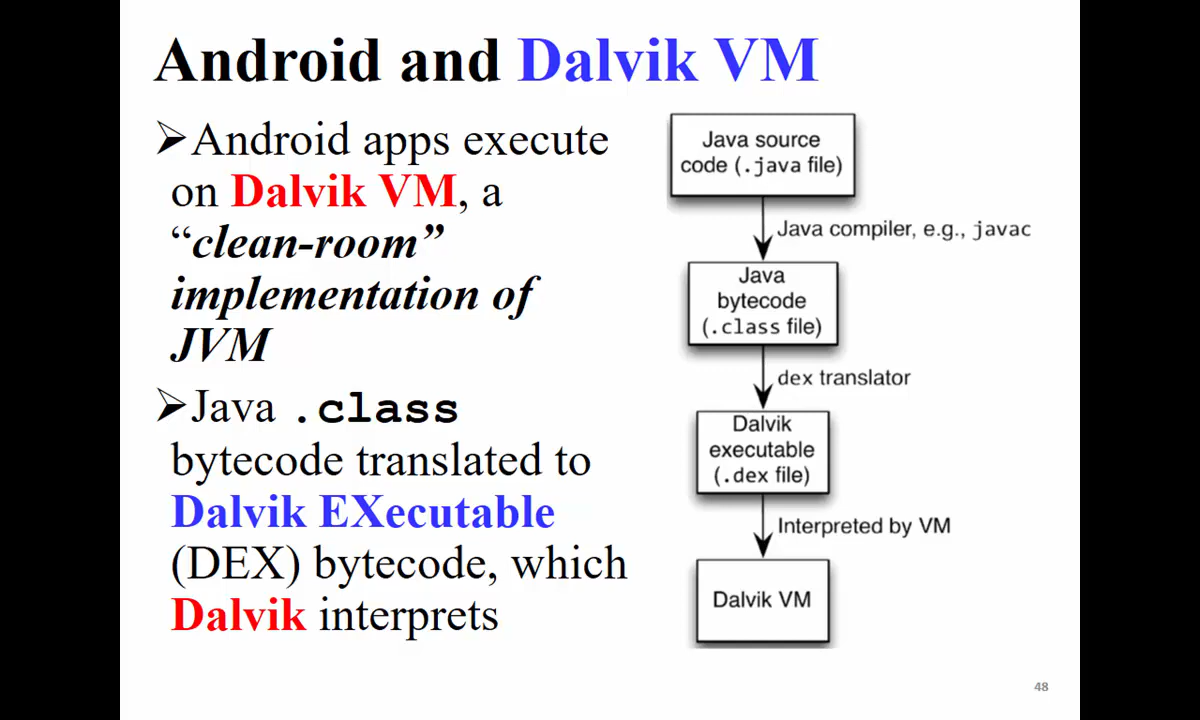 Android and Dalvik VM
➢Android apps execute
on Dalvik VM, a
“clean-room”
implementation of
JVM
➢Java .class
bytecode translated to
Dalvik EXecutable
(DEX) bytecode, which
Dalvik interprets
Java source
code (.java file)
Java compiler, e.g., javac
Java
bytecode
(.class file)
dex translator
Dalvik
executable
(.dex file)
Interpreted by VM
Dalvik VM
48